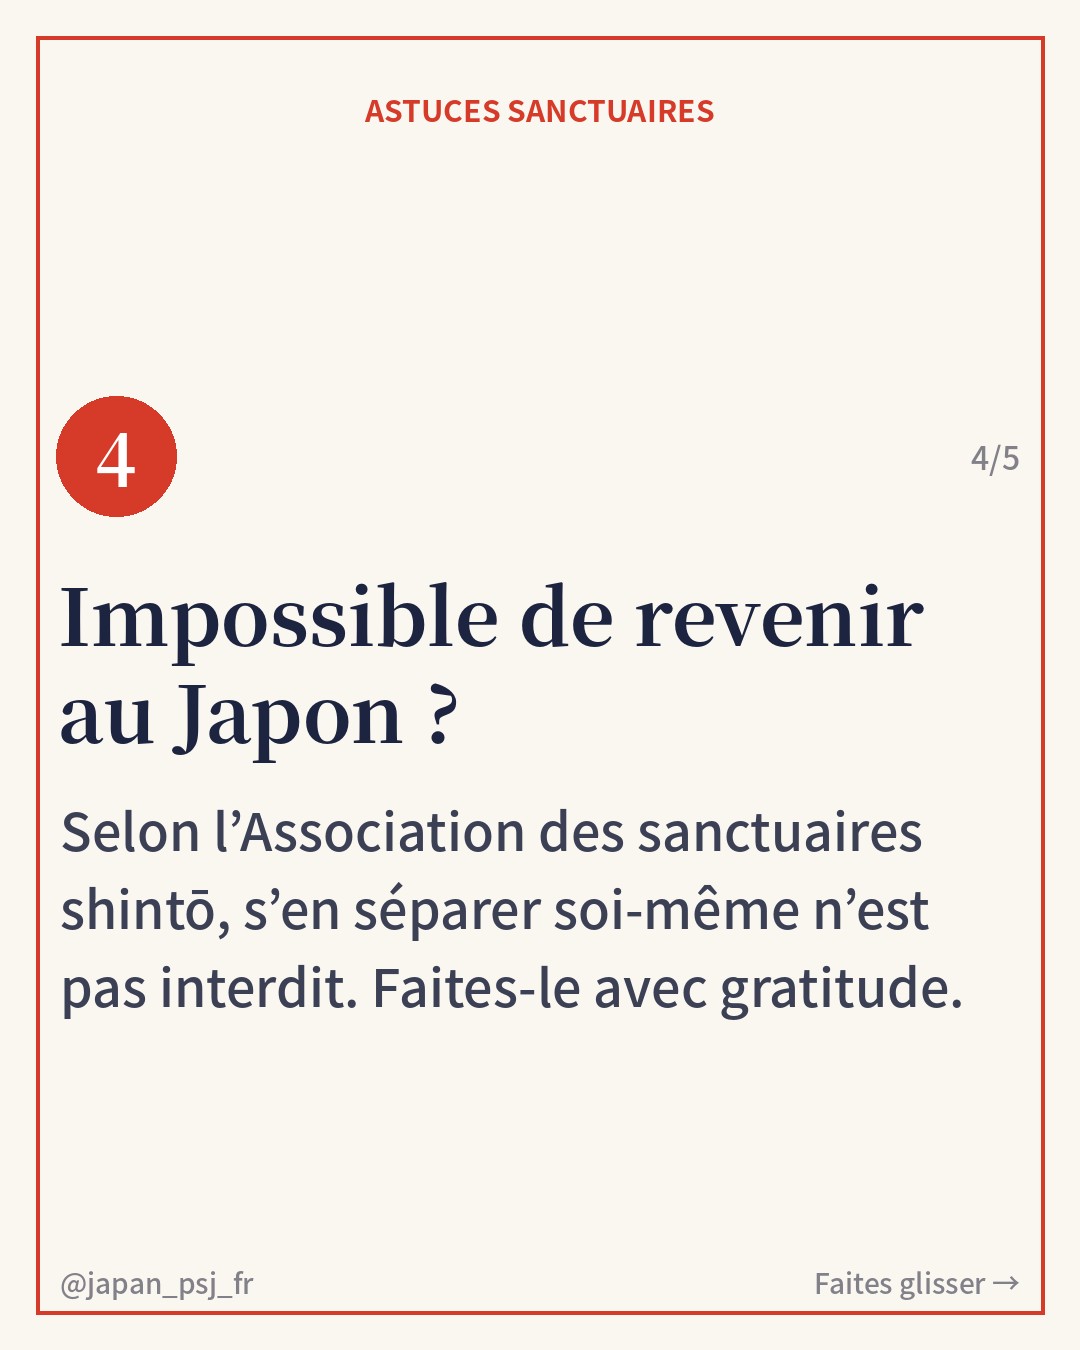 ASTUCES SANCTUAIRES
4
4/5
Impossible de revenir
au Japon ?
Selon l’Association des sanctuaires
shintō, s’en séparer soi-même n’est
pas interdit. Faites-le avec gratitude.
@japan_psj_fr
Faites glisser →